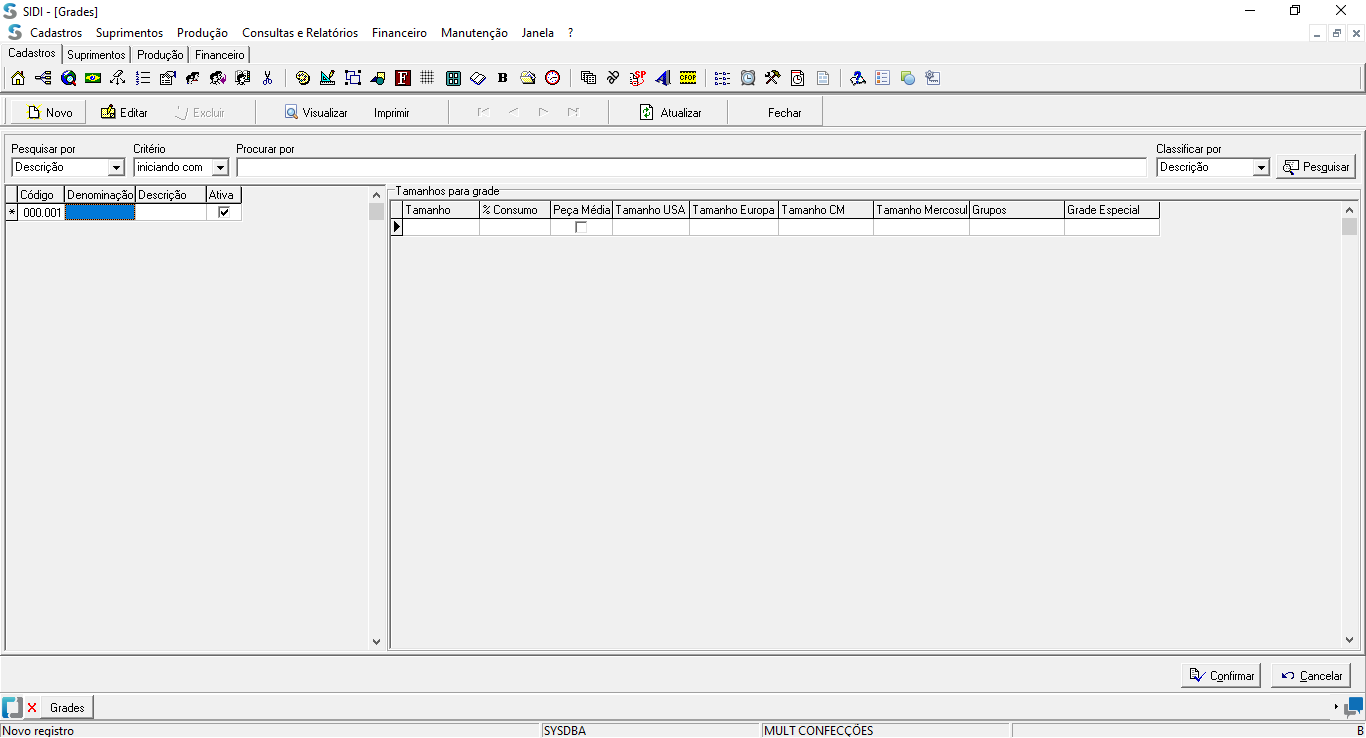 SIDI - [Grades]
Cadastros Suprimentos Produção Consultas e Relatórios Financeiro Manutenção Janela ?
Cadastros Suprimentos Produção Financeiro
F B SP CFOP
Novo Editar Excluir Visualizar Imprimir Atualizar Fechar
Pesquisar por Critério Procurar por Classificar por
Descrição iniciando com Descrição Pesquisar
Código Denominação Descrição Ativa
000.001
Tamanhos para grade
Tamanho % Consumo Peça Média Tamanho USA Tamanho Europa Tamanho CM Tamanho Mercosul Grupos Grade Especial
Confirmar Cancelar
Grades
Novo registro SYSDBA MULT CONFECÇÕES B